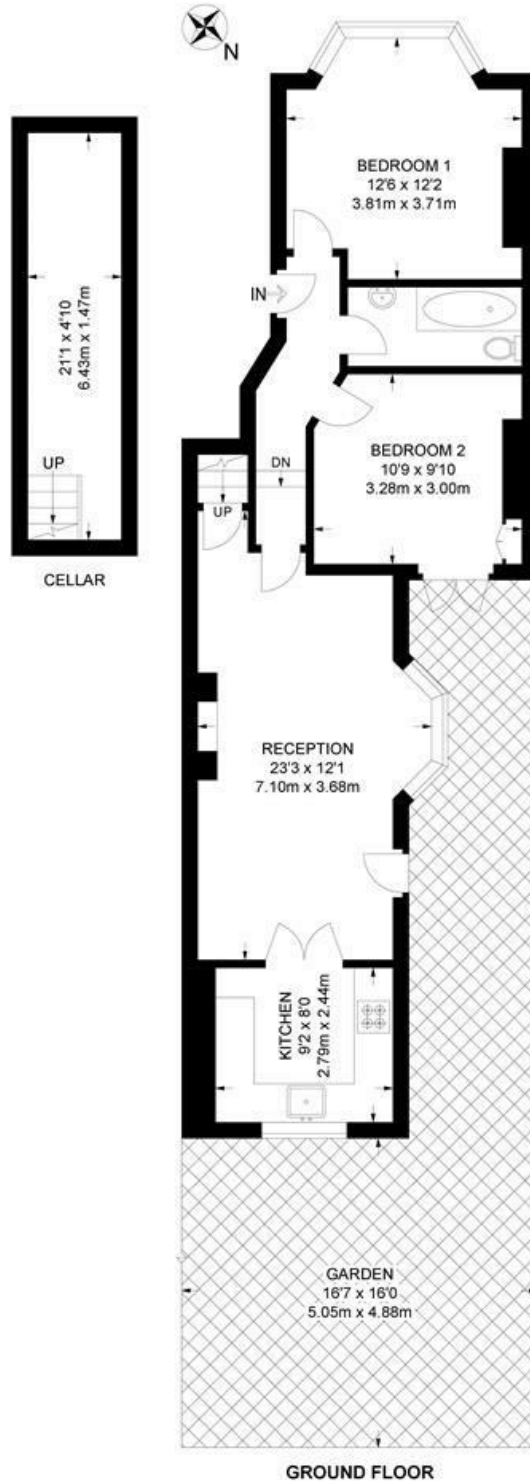 N
BEDROOM 1
12'6 x 12'2
3.81m x 3.71m
IN
21'1 x 4'10
6.43m x 1.47m
UP
CELLAR
BEDROOM 2
10'9 x 9'10
3.28m x 3.00m
DN
UP
RECEPTION
23'3 x 12'1
7.10m x 3.68m
KITCHEN
9'2 x 8'0
2.79m x 2.44m
GARDEN
16'7 x 16'0
5.05m x 4.88m
GROUND FLOOR